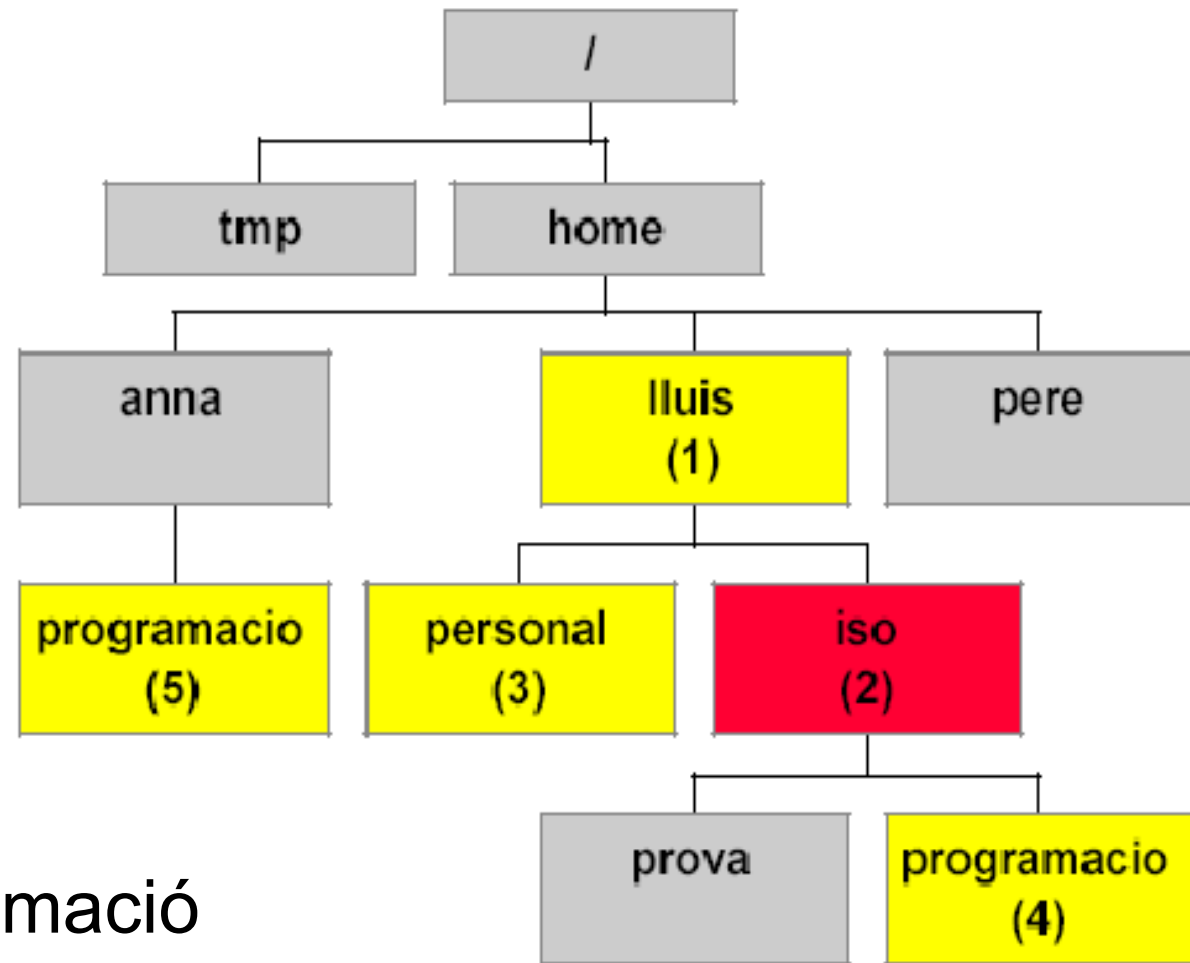 /
tmp
home
anna
lluis
(1)
pere
programacio
(5)
personal
(3)
iso
(2)
prova
programacio
(4)
mació